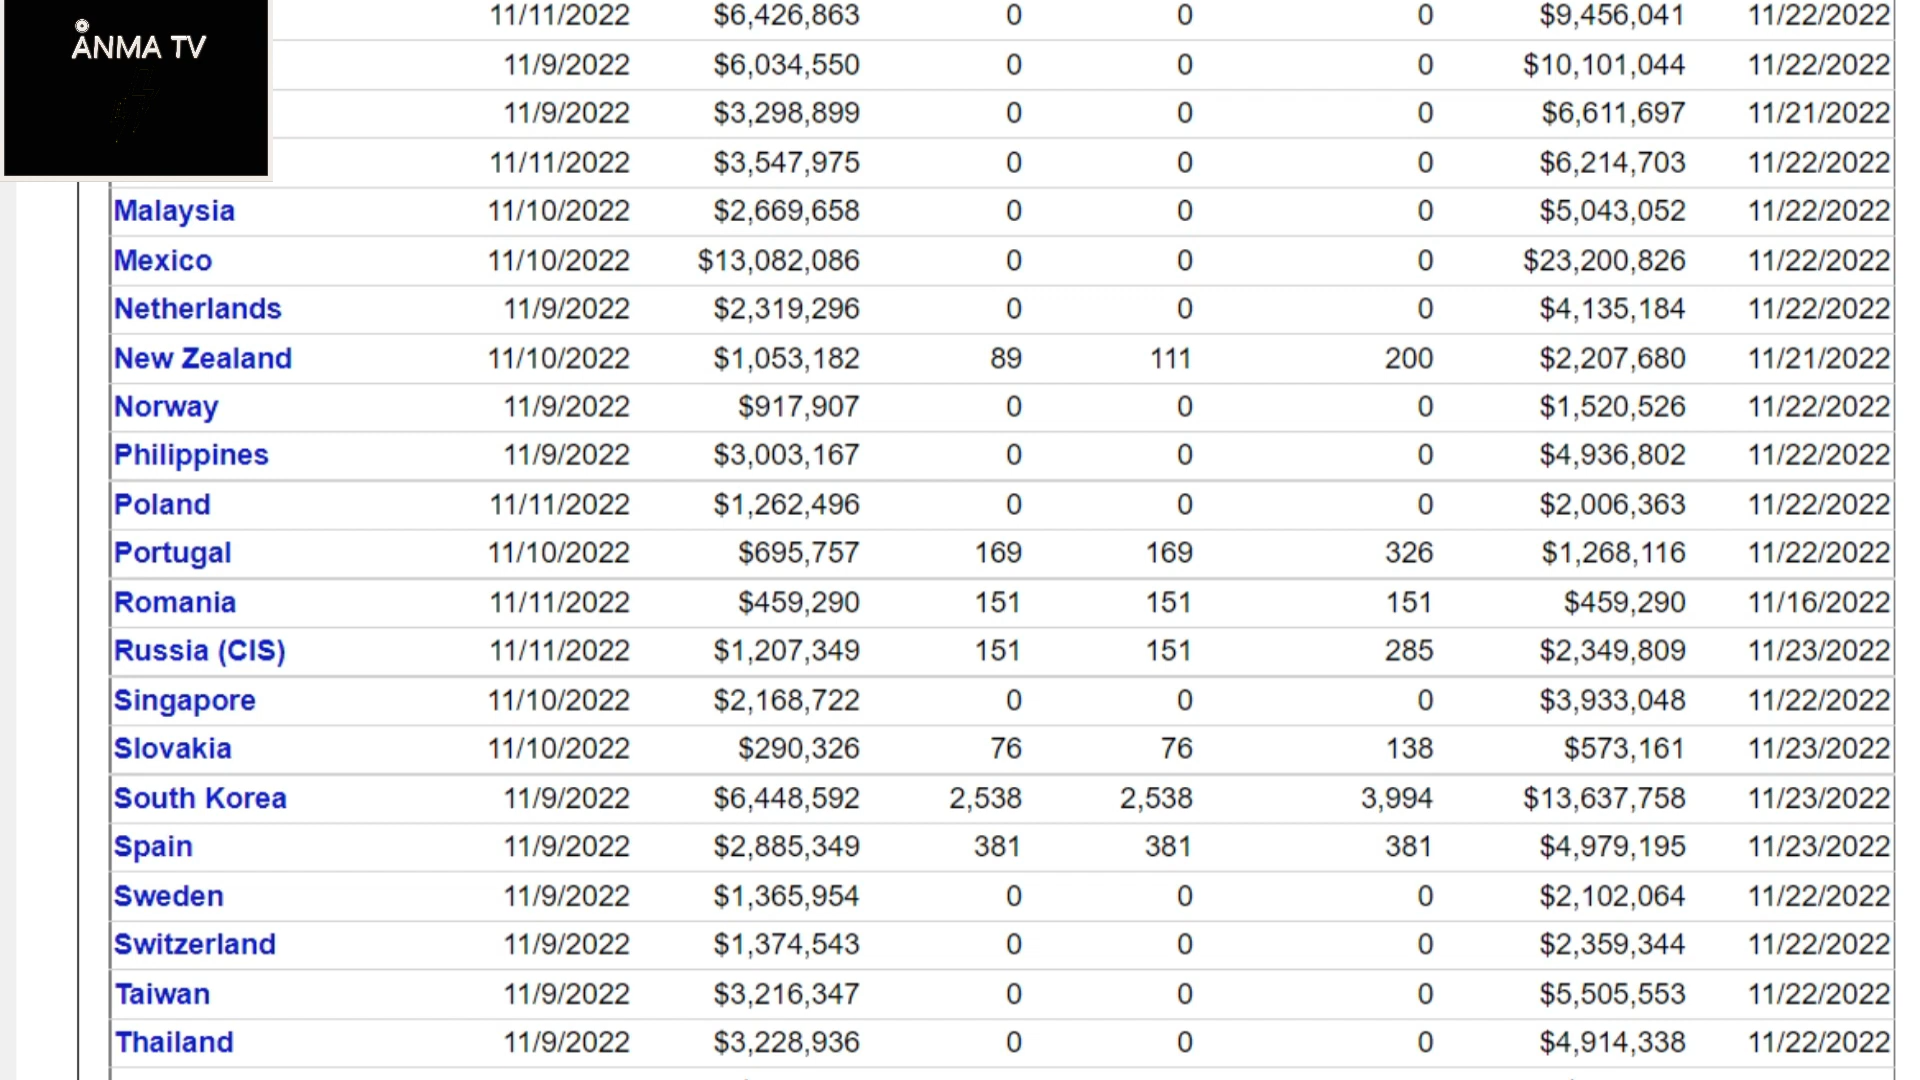 ÅNMA TV
11/11/2022 $6,426,863 0 0 0 $9,456,041 11/22/2022
11/9/2022 $6,034,550 0 0 0 $10,101,044 11/22/2022
11/9/2022 $3,298,899 0 0 0 $6,611,697 11/21/2022
11/11/2022 $3,547,975 0 0 0 $6,214,703 11/22/2022
Malaysia 11/10/2022 $2,669,658 0 0 0 $5,043,052 11/22/2022
Mexico 11/10/2022 $13,082,086 0 0 0 $23,200,826 11/22/2022
Netherlands 11/9/2022 $2,319,296 0 0 0 $4,135,184 11/22/2022
New Zealand 11/10/2022 $1,053,182 89 111 200 $2,207,680 11/21/2022
Norway 11/9/2022 $917,907 0 0 0 $1,520,526 11/22/2022
Philippines 11/9/2022 $3,003,167 0 0 0 $4,936,802 11/22/2022
Poland 11/11/2022 $1,262,496 0 0 0 $2,006,363 11/22/2022
Portugal 11/10/2022 $695,757 169 169 326 $1,268,116 11/22/2022
Romania 11/11/2022 $459,290 151 151 151 $459,290 11/16/2022
Russia (CIS) 11/11/2022 $1,207,349 151 151 285 $2,349,809 11/23/2022
Singapore 11/10/2022 $2,168,722 0 0 0 $3,933,048 11/22/2022
Slovakia 11/10/2022 $290,326 76 76 138 $573,161 11/23/2022
South Korea 11/9/2022 $6,448,592 2,538 2,538 3,994 $13,637,758 11/23/2022
Spain 11/9/2022 $2,885,349 381 381 381 $4,979,195 11/23/2022
Sweden 11/9/2022 $1,365,954 0 0 0 $2,102,064 11/22/2022
Switzerland 11/9/2022 $1,374,543 0 0 0 $2,359,344 11/22/2022
Taiwan 11/9/2022 $3,216,347 0 0 0 $5,505,553 11/22/2022
Thailand 11/9/2022 $3,228,936 0 0 0 $4,914,338 11/22/2022